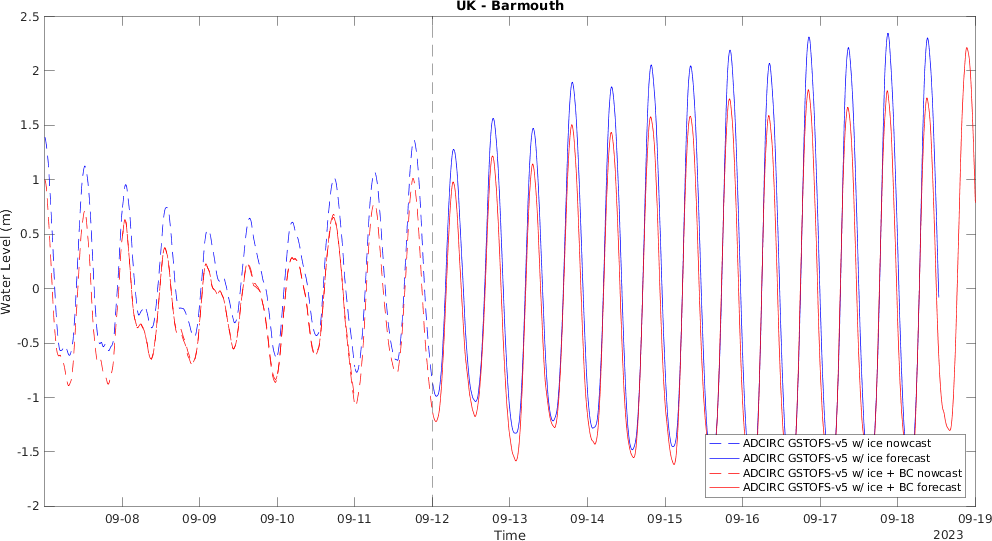 UK - Barmouth
2.5
2
1.5
1
0.5
0
-0.5
-1
-1.5
-2
Water Level (m)
ADCIRC GSTOFS-v5 w/ ice nowcast
ADCIRC GSTOFS-v5 w/ ice forecast
ADCIRC GSTOFS-v5 w/ ice + BC nowcast
ADCIRC GSTOFS-v5 w/ ice + BC forecast
09-08 09-09 09-10 09-11 09-12 09-13 09-14 09-15 09-16 09-17 09-18 09-19
Time
2023